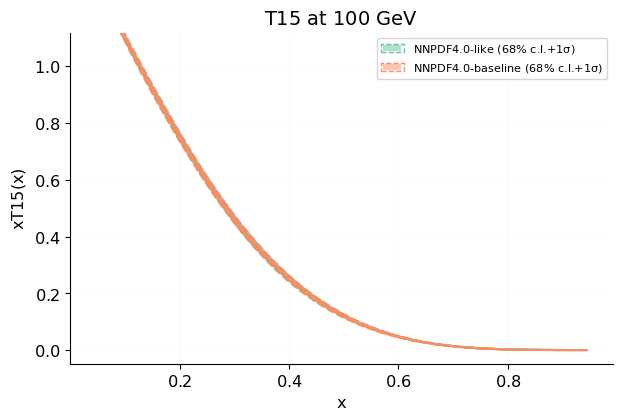 T15 at 100 GeV
NNPDF4.0-like (68% c.l.+1σ)
NNPDF4.0-baseline (68% c.l.+1σ)
xT15(x)
1.0
0.8
0.6
0.4
0.2
0.0
0.2 0.4 0.6 0.8
x